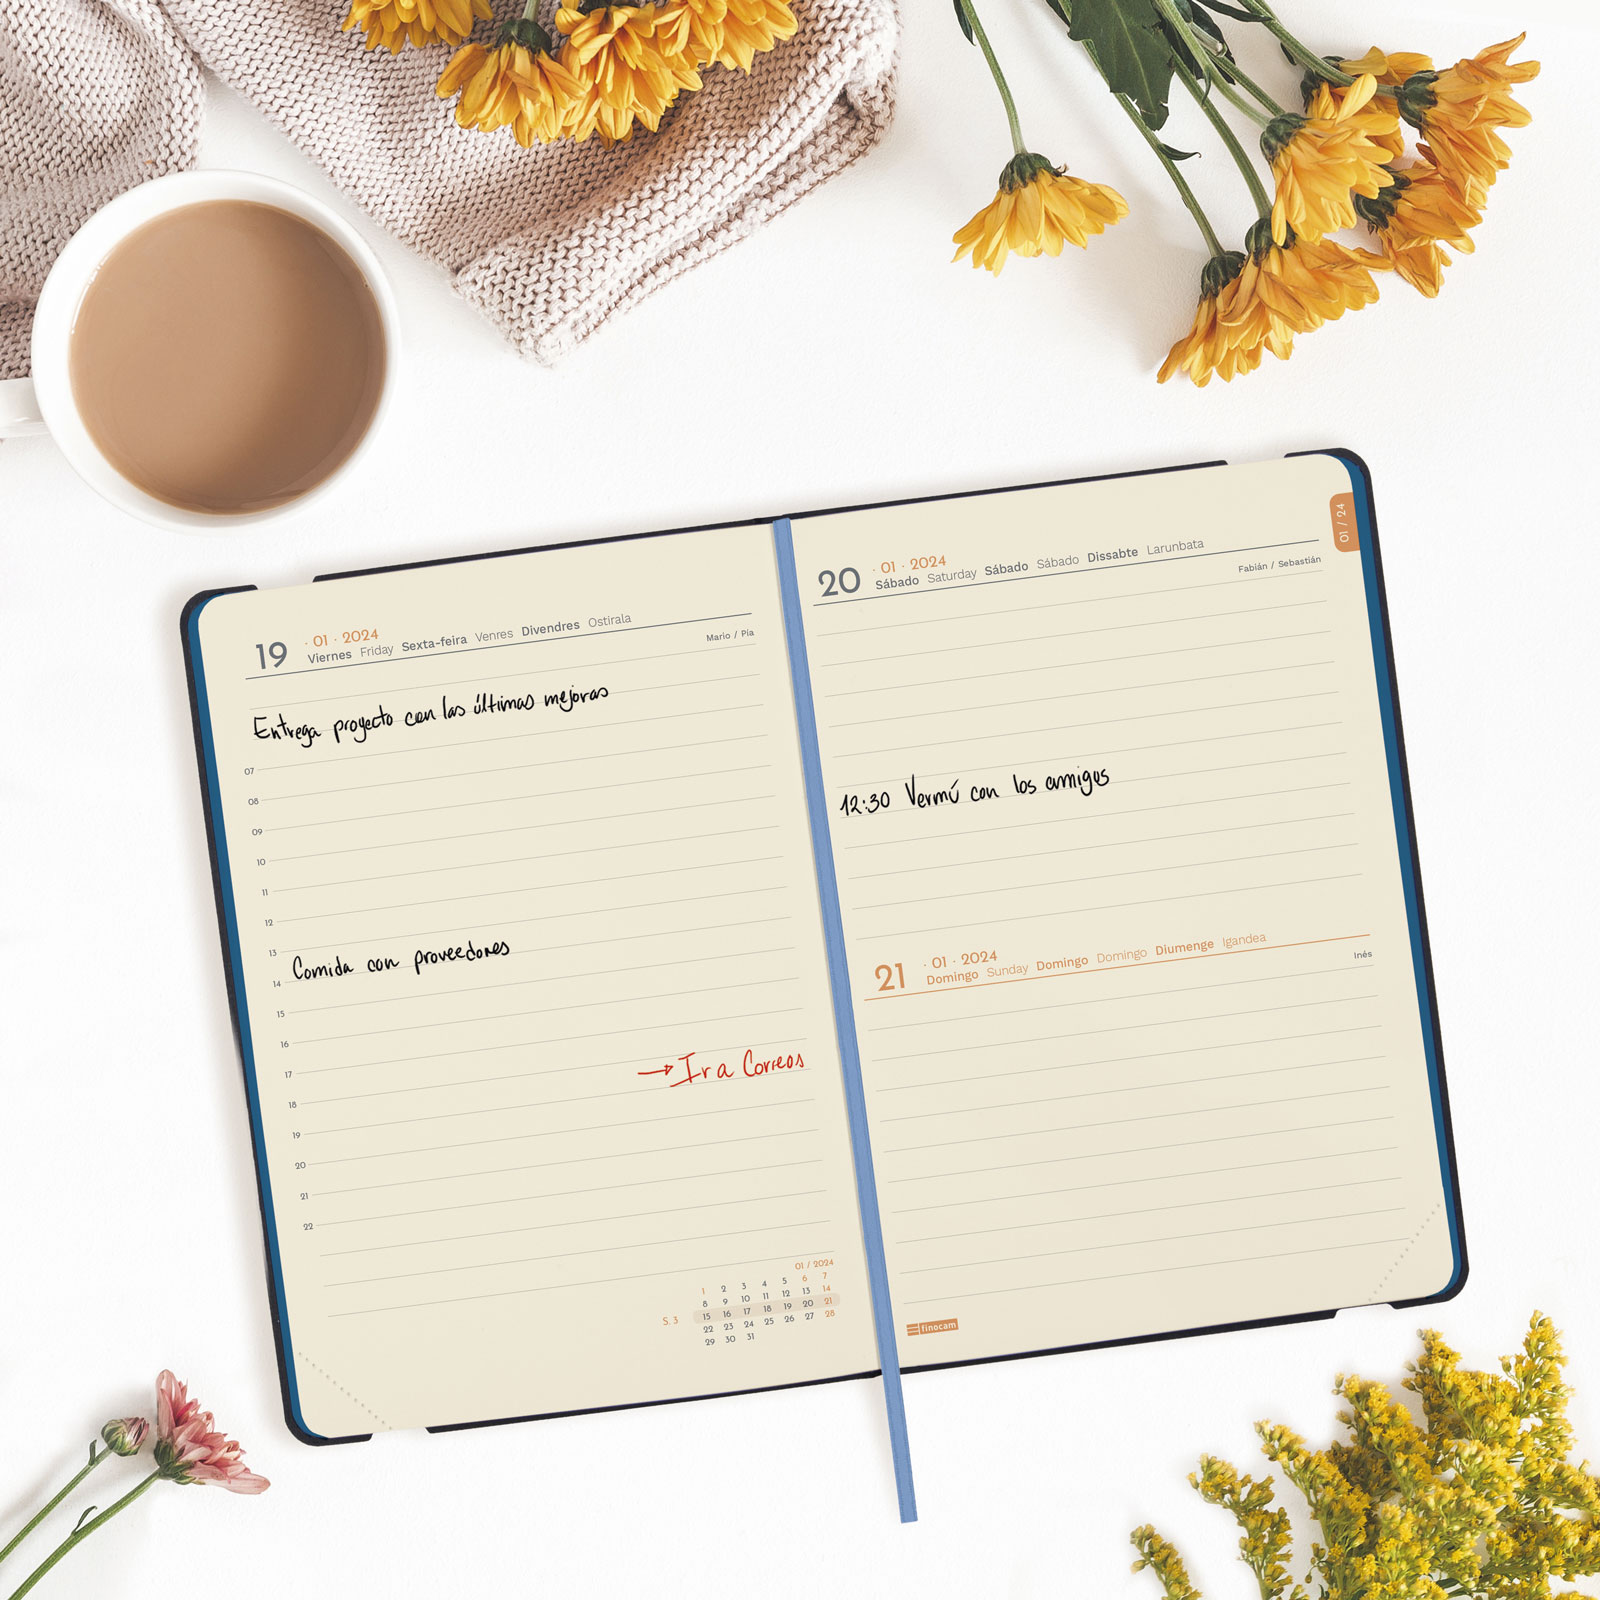 19 · 01 · 2024
Viernes Friday Sexta-feira Venres Divendres Ostirala
Mario / Pía
Entrega proyecto con las últimas mejoras
07
08
09
10
11
12
13
Comida con proveedores
14
15
16
17
→ Ir a Correos
18
19
20
21
22
01 / 2024
1 2 3 4 5 6 7
8 9 10 11 12 13 14
S. 3 15 16 17 18 19 20 21
22 23 24 25 26 27 28
29 30 31
01 / 24
20 · 01 · 2024
Sábado Saturday Sábado Sábado Dissabte Larunbata
Fabián / Sebastián
12:30 Vermú con los amigos
21 · 01 · 2024
Domingo Sunday Domingo Domingo Diumenge Igandea
Inés
finocam